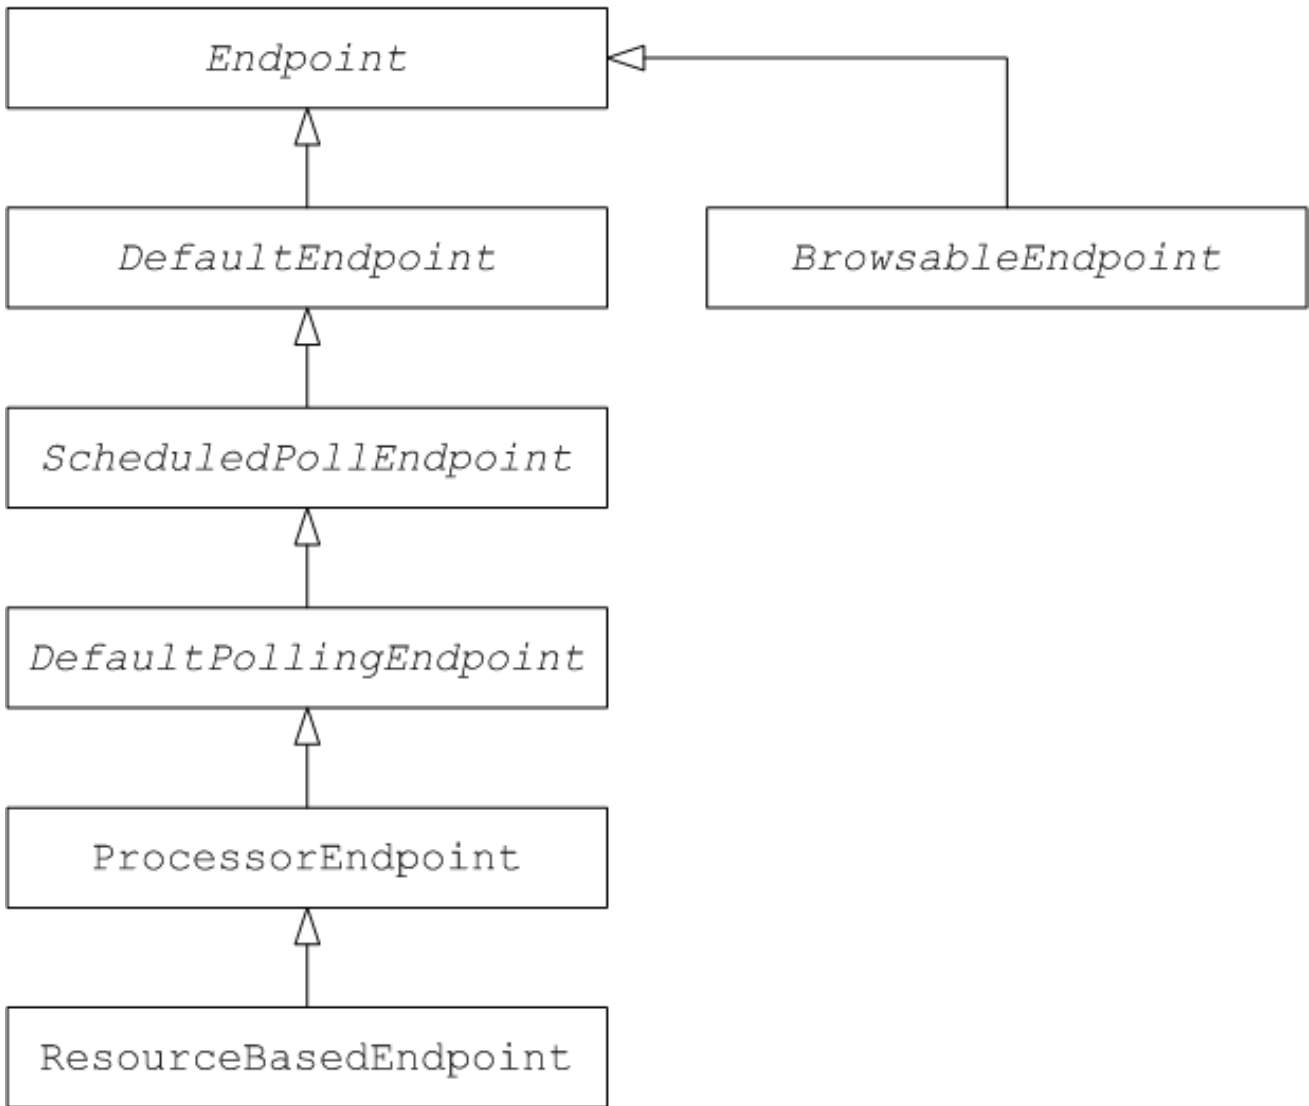 Endpoint
DefaultEndpoint
BrowsableEndpoint
ScheduledPollEndpoint
DefaultPollingEndpoint
ProcessorEndpoint
ResourceBasedEndpoint